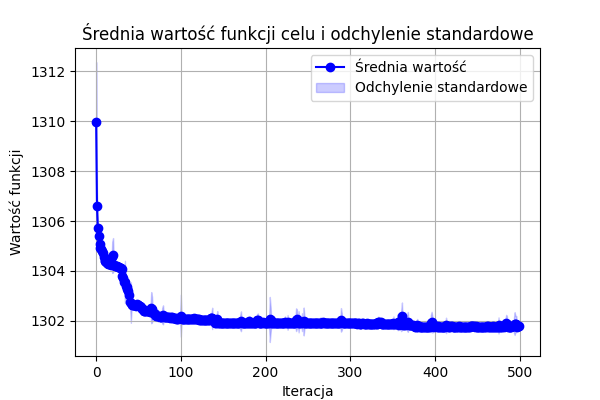 Średnia wartość funkcji celu i odchylenie standardowe
Średnia wartość
Odchylenie standardowe
Wartość funkcji
1312
1310
1308
1306
1304
1302
0 100 200 300 400 500
Iteracja